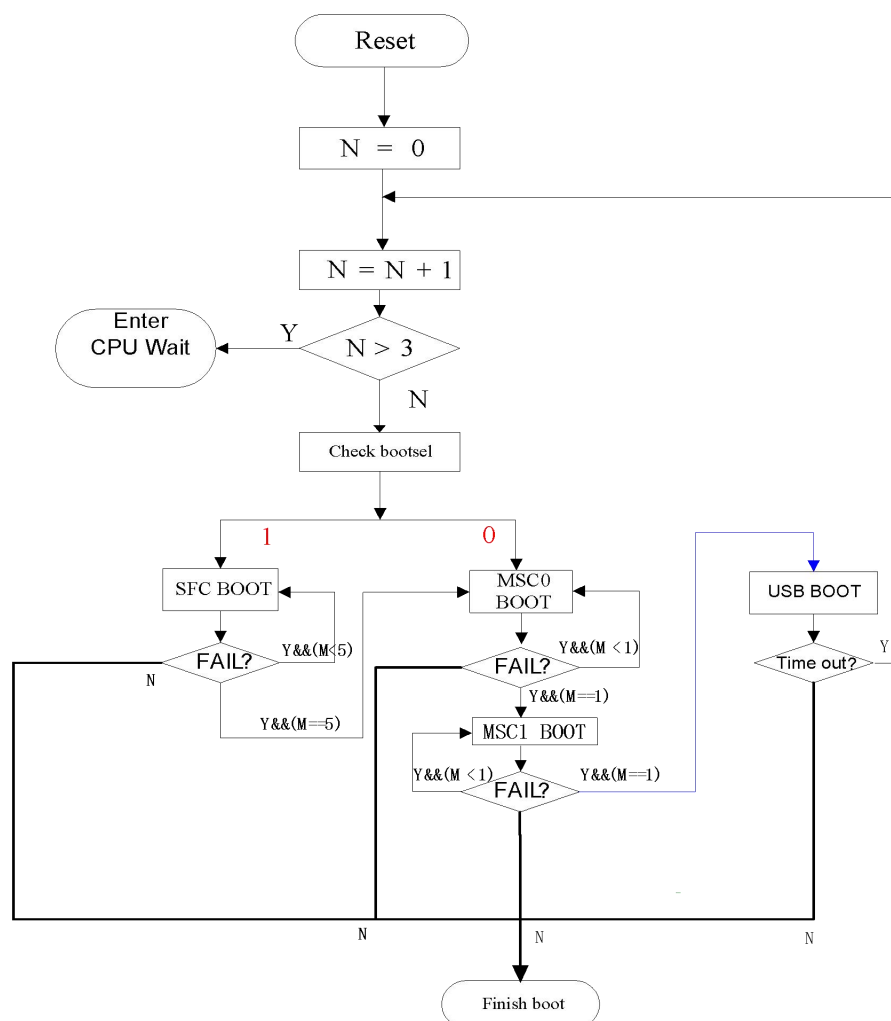 Reset
N = 0
N = N + 1
Enter
CPU Wait
Y
N > 3
N
Check bootsel
1
0
SFC BOOT
MSC0
BOOT
USB BOOT
FAIL?
Y&&(M<5)
N
FAIL?
Y&&(M <1)
Time out?
Y
Y&&(M==5)
Y&&(M==1)
MSC1 BOOT
Y&&(M <1)
FAIL?
Y&&(M==1)
N
N
N
Finish boot